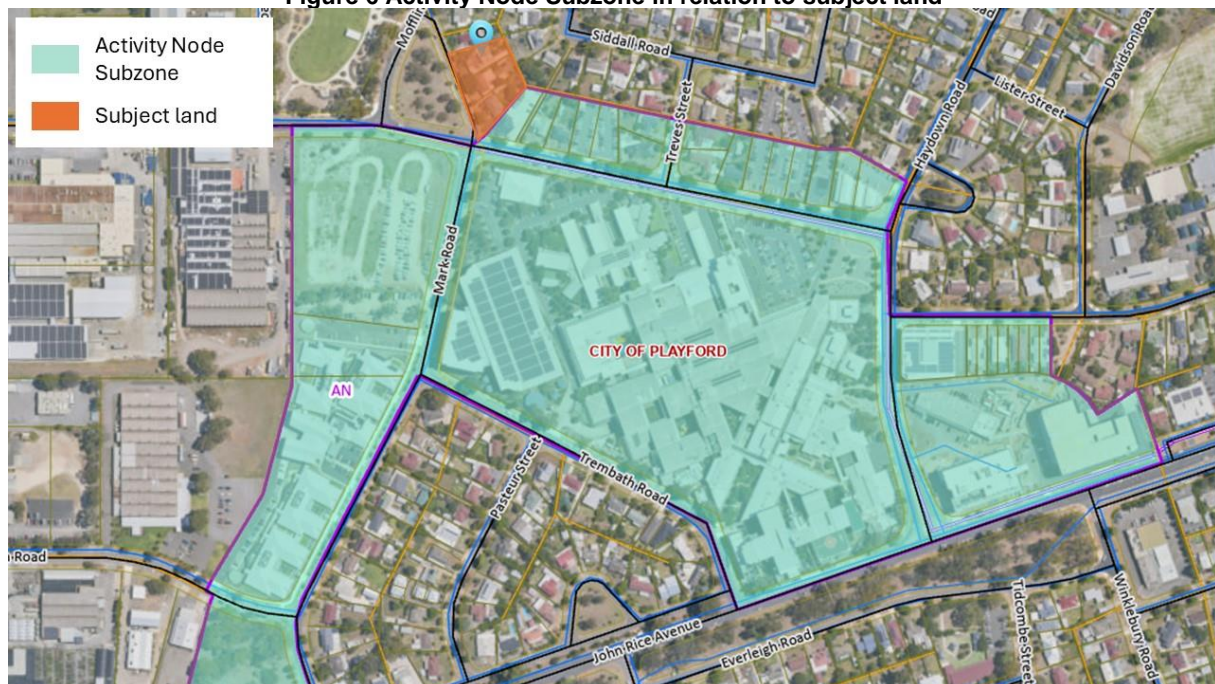 Figure 6 Activity Node Subzone in relation to subject land
Activity Node
Subzone
Subject land
Siddall Road
Treves Street
Haydown Road
Lister Street
Davidson Road
Mark Road
CITY OF PLAYFORD
AN
Trembath Road
Pasteur Street
Road
John Rice Avenue
Everleigh Road
Tidcombe Street
Winklebury Road